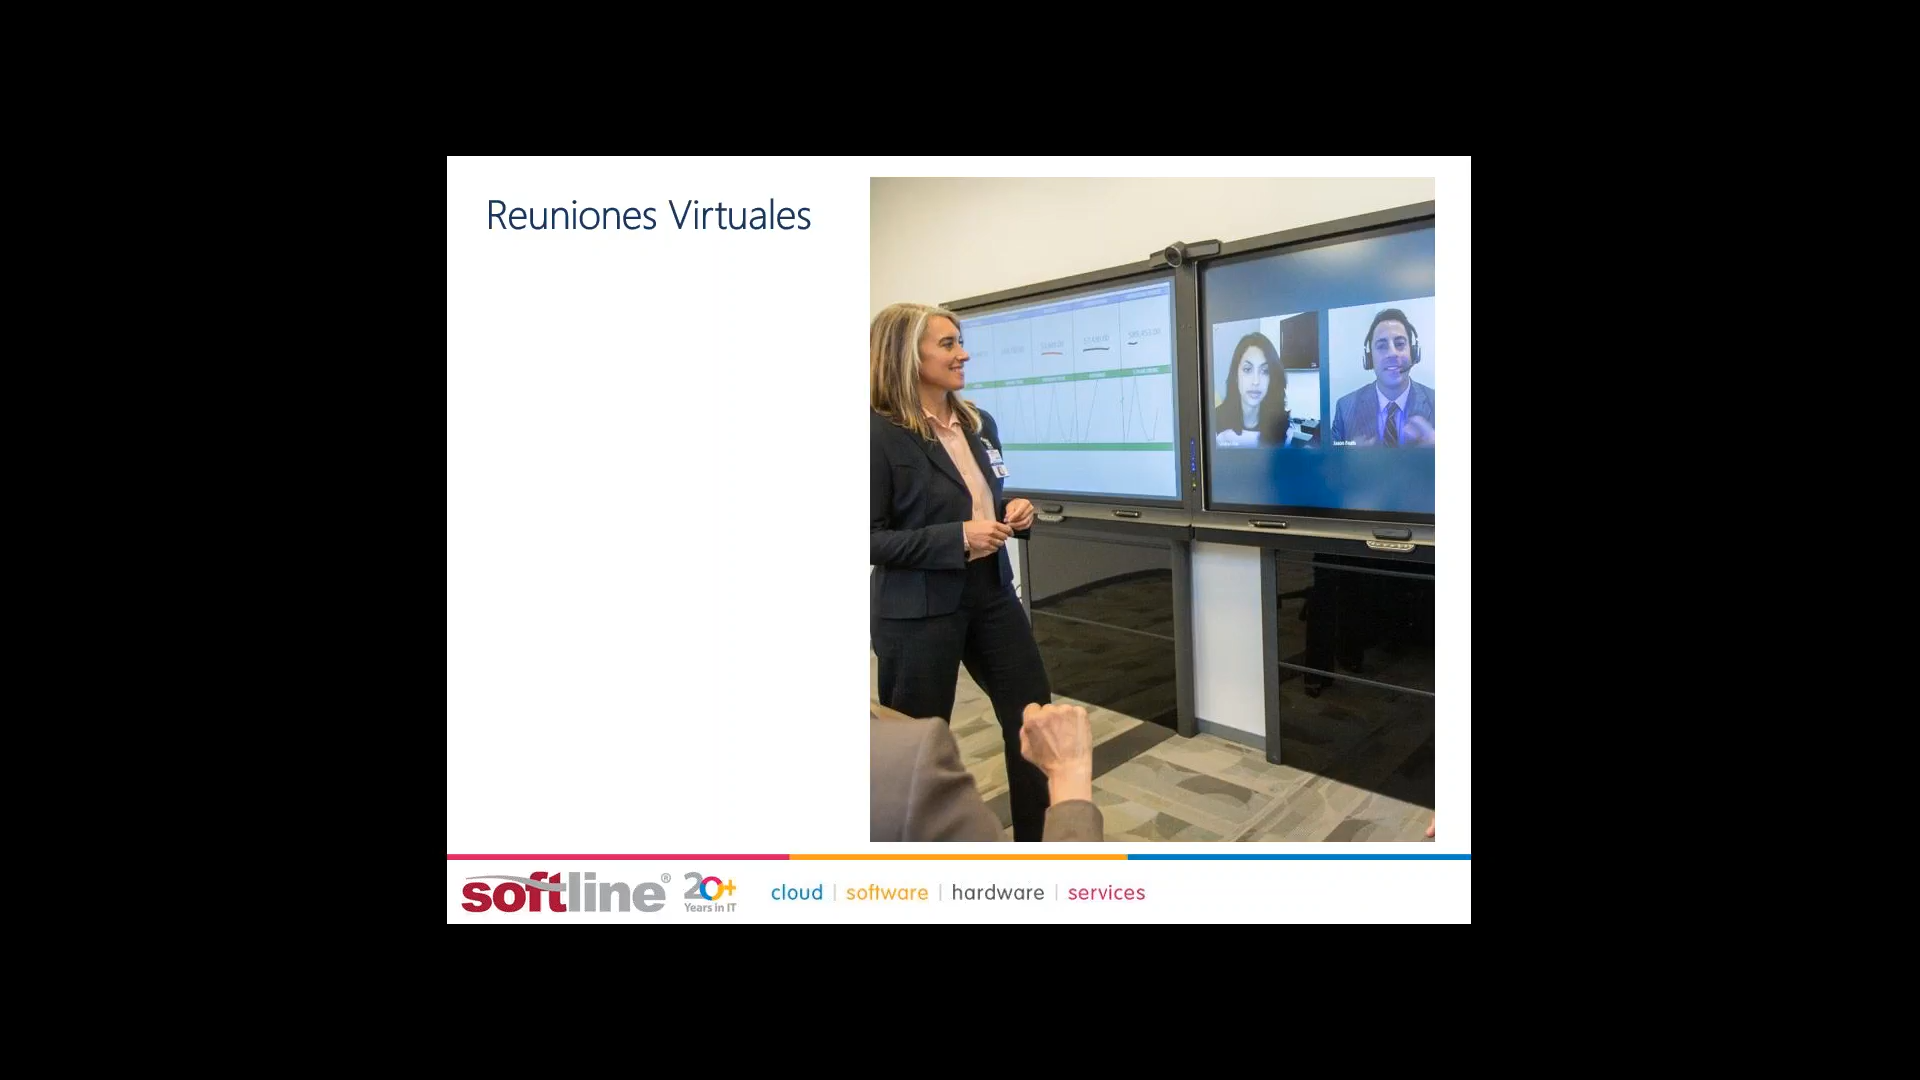 Reuniones Virtuales
softline® 20+
Years in IT
cloud | software | hardware | services